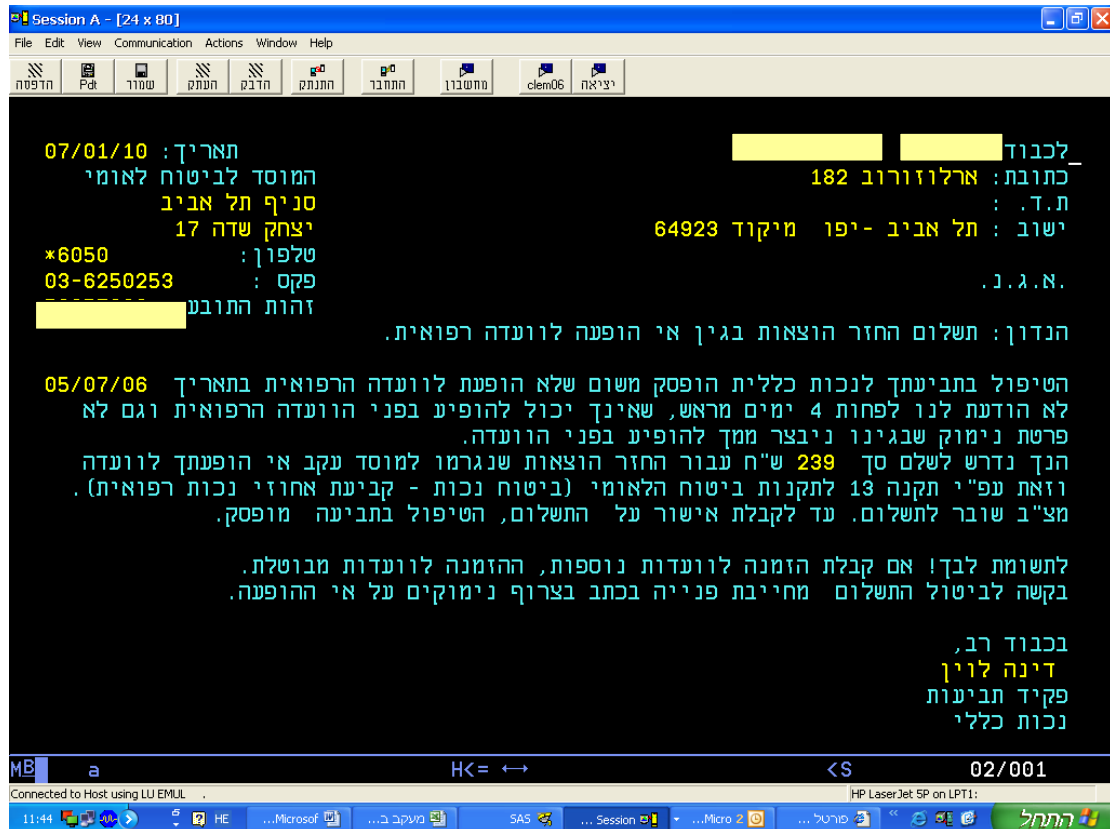 Session A - [24 x 80]
File Edit View Communication Actions Window Help
הדפסה Pdt שמור העתק הדבק התנתק התחבר מחשבון clem06 יציאה
לכבוד תאריך: 07/01/10
כתובת: ארלוזורוב 182 המוסד לביטוח לאומי
ת.ד. : סניף תל אביב
ישוב : תל אביב -יפו מיקוד 64923 יצחק שדה 17
טלפון: *6050
א.ג.נ. פקס : 03-6250253
זהות התובע
הנדון: תשלום החזר הוצאות בגין אי הופעה לוועדה רפואית.
הטיפול בתביעתך לנכות כללית הופסק משום שלא הופעת לוועדה הרפואית בתאריך 05/07/06
לא הודעת לנו לפחות 4 ימים מראש, שאינך יכול להופיע בפני הוועדה הרפואית וגם לא
פרטת נימוק שבגינו ניבצר ממך להופיע בפני הוועדה.
הנך נדרש לשלם סך 239 ש"ח עבור החזר הוצאות שנגרמו למוסד עקב אי הופעתך לוועדה
וזאת עפ"י תקנה 13 לתקנות ביטוח הלאומי (ביטוח נכות - קביעת אחוזי נכות רפואית).
מצ"ב שובר לתשלום. עד לקבלת אישור על התשלום, הטיפול בתביעה מופסק.
לתשומת לבך! אם קבלת הזמנה לוועדות נוספות, ההזמנה לוועדות מבוטלת.
בקשה לביטול התשלום מחייבת פנייה בכתב בצרוף נימוקים על אי ההופעה.
בכבוד רב,
דינה לוין
פקיד תביעות
נכות כללי
MB a H<= ↔ <S 02/001
Connected to Host using LU EMUL . HP LaserJet 5P on LPT1:
התחל פורטל ... Micro 2... Session ... SAS מעקב ב... Microsof... HE 11:44